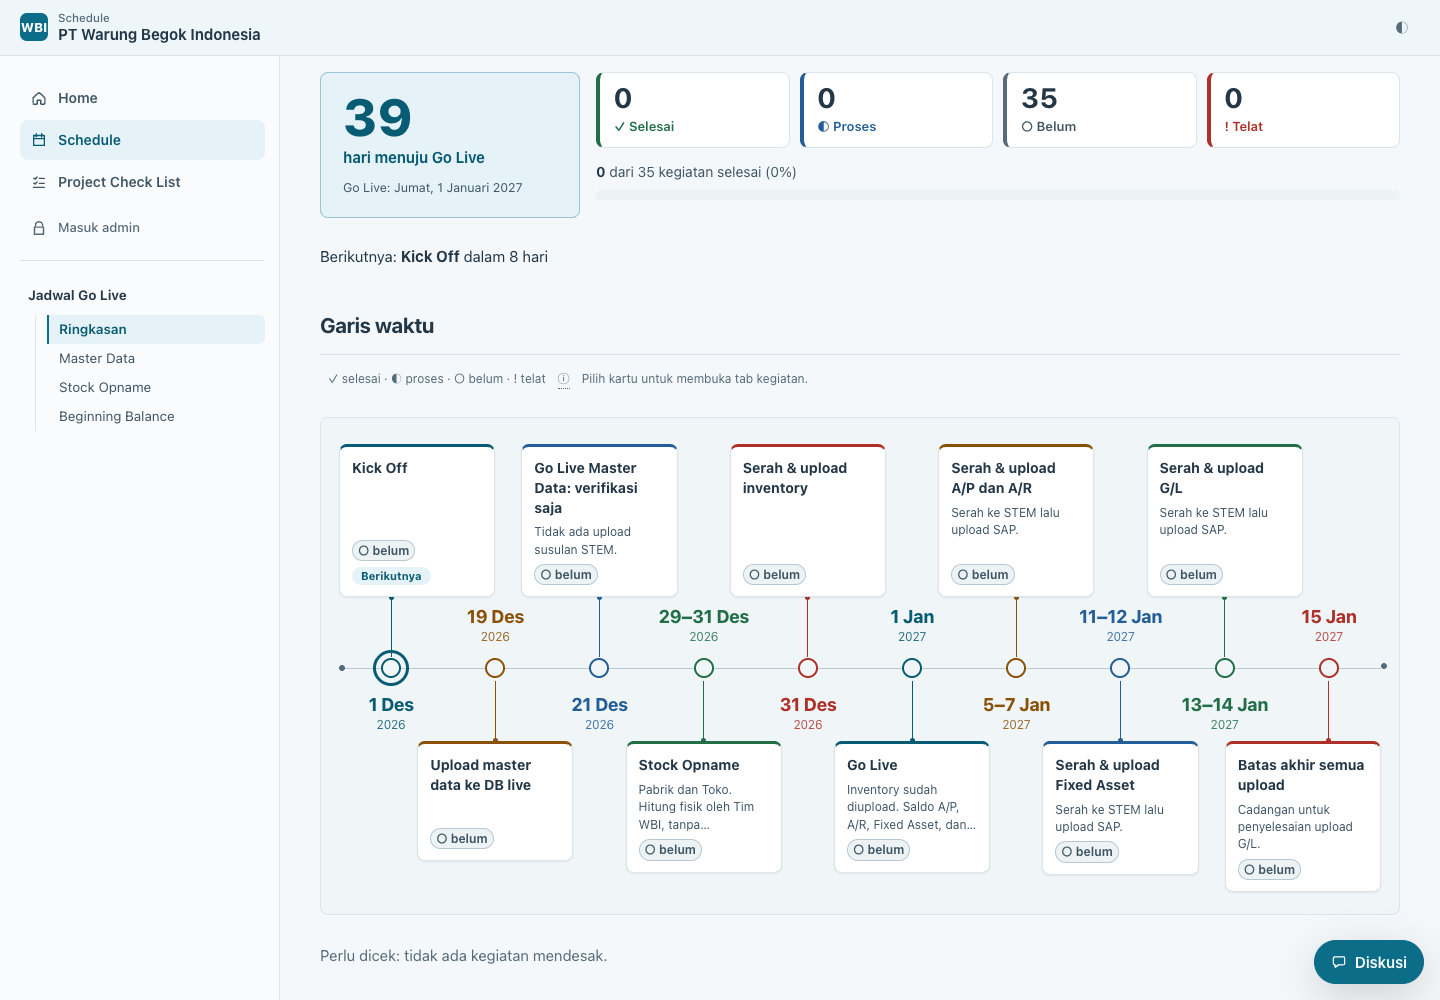 WBI
Schedule
PT Warung Begok Indonesia
Home
Schedule
Project Check List
Masuk admin
Jadwal Go Live
Ringkasan
Master Data
Stock Opname
Beginning Balance
39
hari menuju Go Live
Go Live: Jumat, 1 Januari 2027
0
✓ Selesai
0
◐ Proses
35
○ Belum
0
! Telat
0 dari 35 kegiatan selesai (0%)
Berikutnya: Kick Off dalam 8 hari
Garis waktu
✓ selesai · ◐ proses · ○ belum · ! telat ⓘ Pilih kartu untuk membuka tab kegiatan.
Kick Off
○ belum
Berikutnya
1 Des
2026
19 Des
2026
Upload master
data ke DB live
○ belum
Go Live Master
Data: verifikasi
saja
Tidak ada upload
susulan STEM.
○ belum
21 Des
2026
29–31 Des
2026
Stock Opname
Pabrik dan Toko.
Hitung fisik oleh Tim
WBI, tanpa...
○ belum
Serah & upload
inventory
○ belum
31 Des
2026
1 Jan
2027
Go Live
Inventory sudah
diupload. Saldo A/P,
A/R, Fixed Asset, dan...
○ belum
Serah & upload
A/P dan A/R
Serah ke STEM lalu
upload SAP.
○ belum
5–7 Jan
2027
11–12 Jan
2027
Serah & upload
Fixed Asset
Serah ke STEM lalu
upload SAP.
○ belum
Serah & upload
G/L
Serah ke STEM lalu
upload SAP.
○ belum
13–14 Jan
2027
15 Jan
2027
Batas akhir semua
upload
Cadangan untuk
penyelesaian upload
G/L.
○ belum
Perlu dicek: tidak ada kegiatan mendesak.
Diskusi